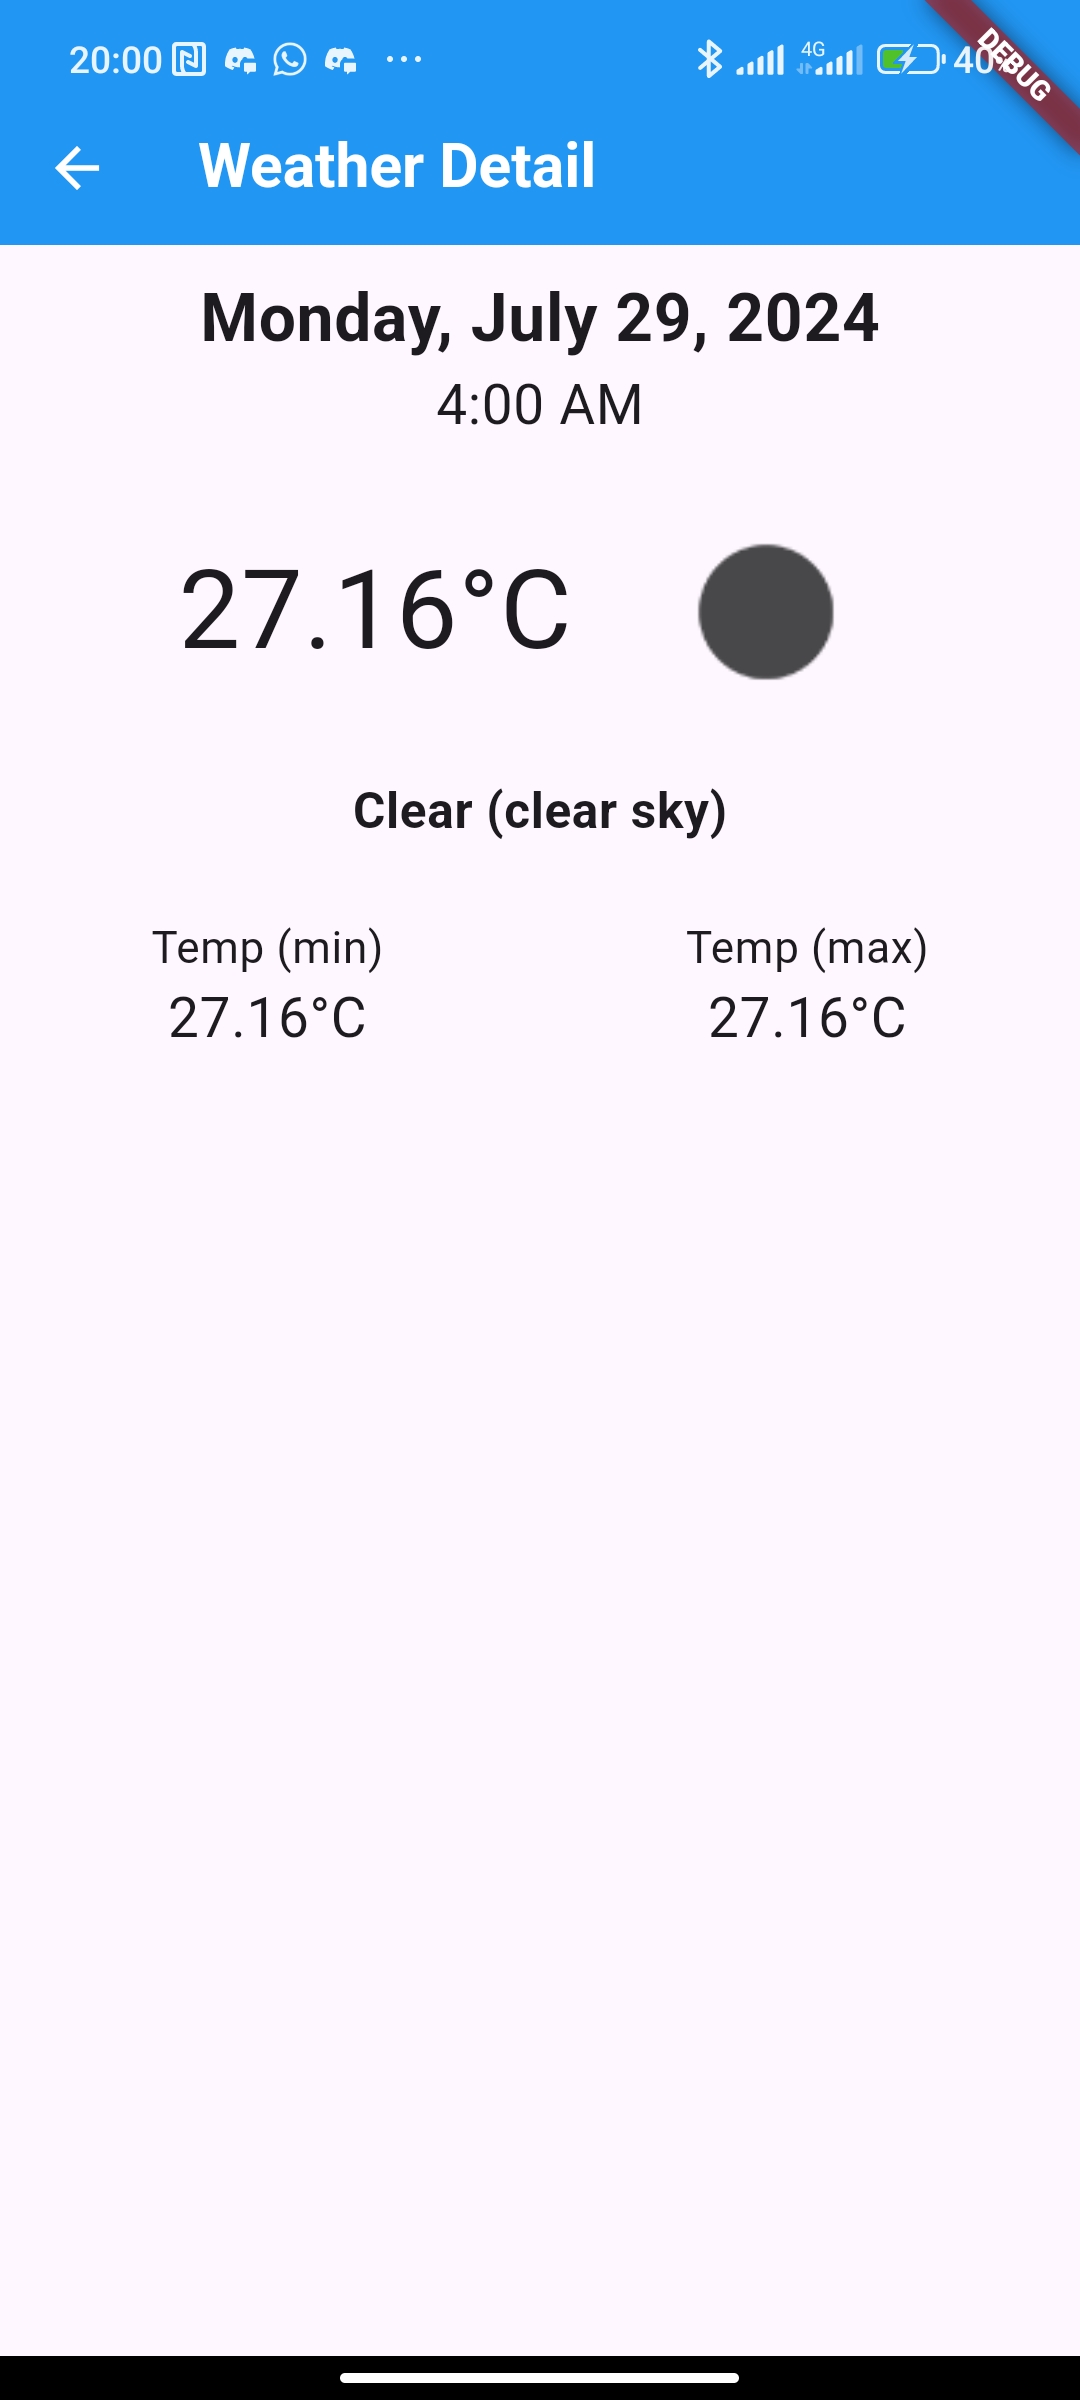 20:00 4G 40
DEBUG
Weather Detail
Monday, July 29, 2024
4:00 AM
27.16°C
Clear (clear sky)
Temp (min) Temp (max)
27.16°C 27.16°C